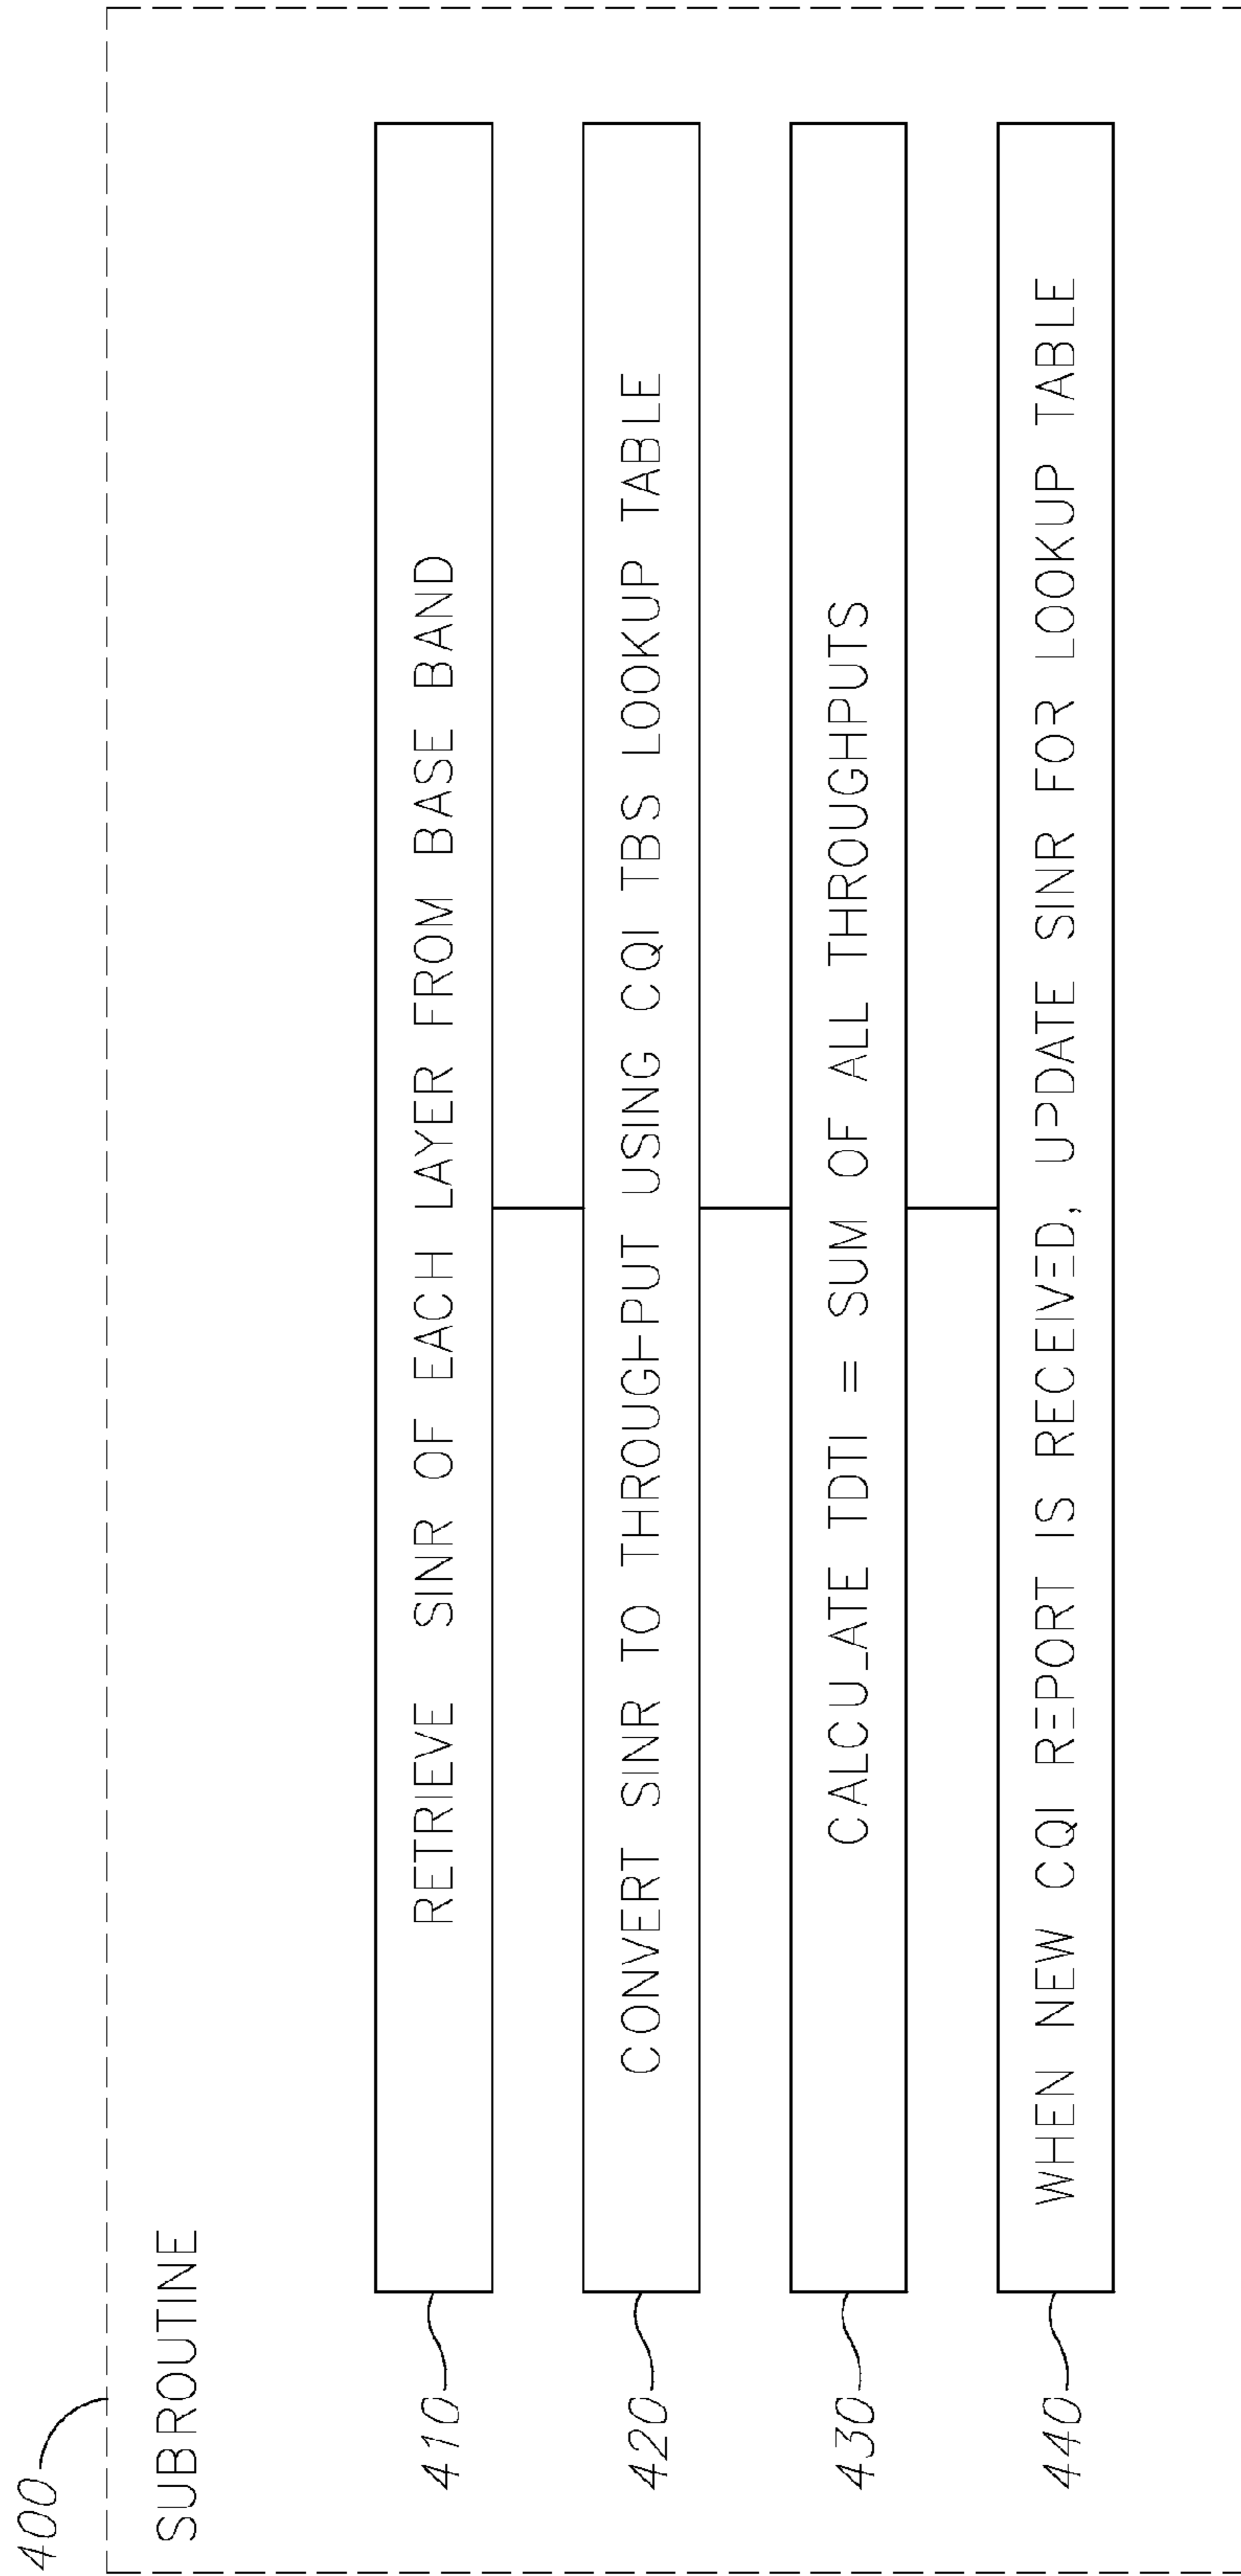 400
SUBROUTINE
410
RETRIEVE SINR OF EACH LAYER FROM BASE BAND
420
CONVERT SINR TO THROUGHPUT USING CQI TBS LOOKUP TABLE
430
CALCULATE TDTI = SUM OF ALL THROUGHPUTS
440
WHEN NEW CQI REPORT IS RECEIVED, UPDATE SINR FOR LOOKUP TABLE